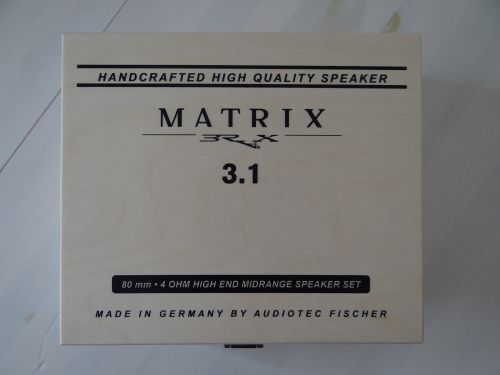 HANDCRAFTED HIGH QUALITY SPEAKER
MATRIX
BRAX
3.1
80 mm • 4 OHM HIGH END MIDRANGE SPEAKER SET
MADE IN GERMANY BY AUDIOTEC FISCHER